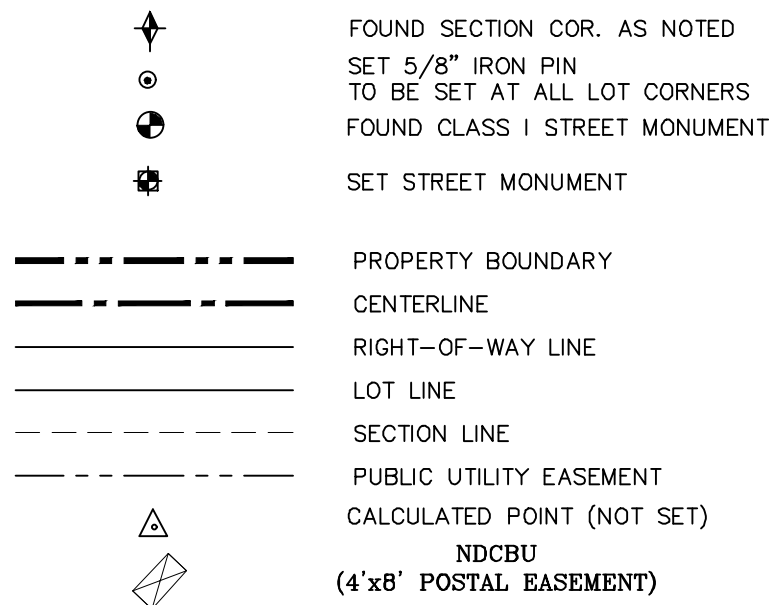 FOUND SECTION COR. AS NOTED
SET 5/8" IRON PIN
TO BE SET AT ALL LOT CORNERS
FOUND CLASS I STREET MONUMENT
SET STREET MONUMENT
PROPERTY BOUNDARY
CENTERLINE
RIGHT-OF-WAY LINE
LOT LINE
SECTION LINE
PUBLIC UTILITY EASEMENT
CALCULATED POINT (NOT SET)
NDCBU
(4'x8' POSTAL EASEMENT)